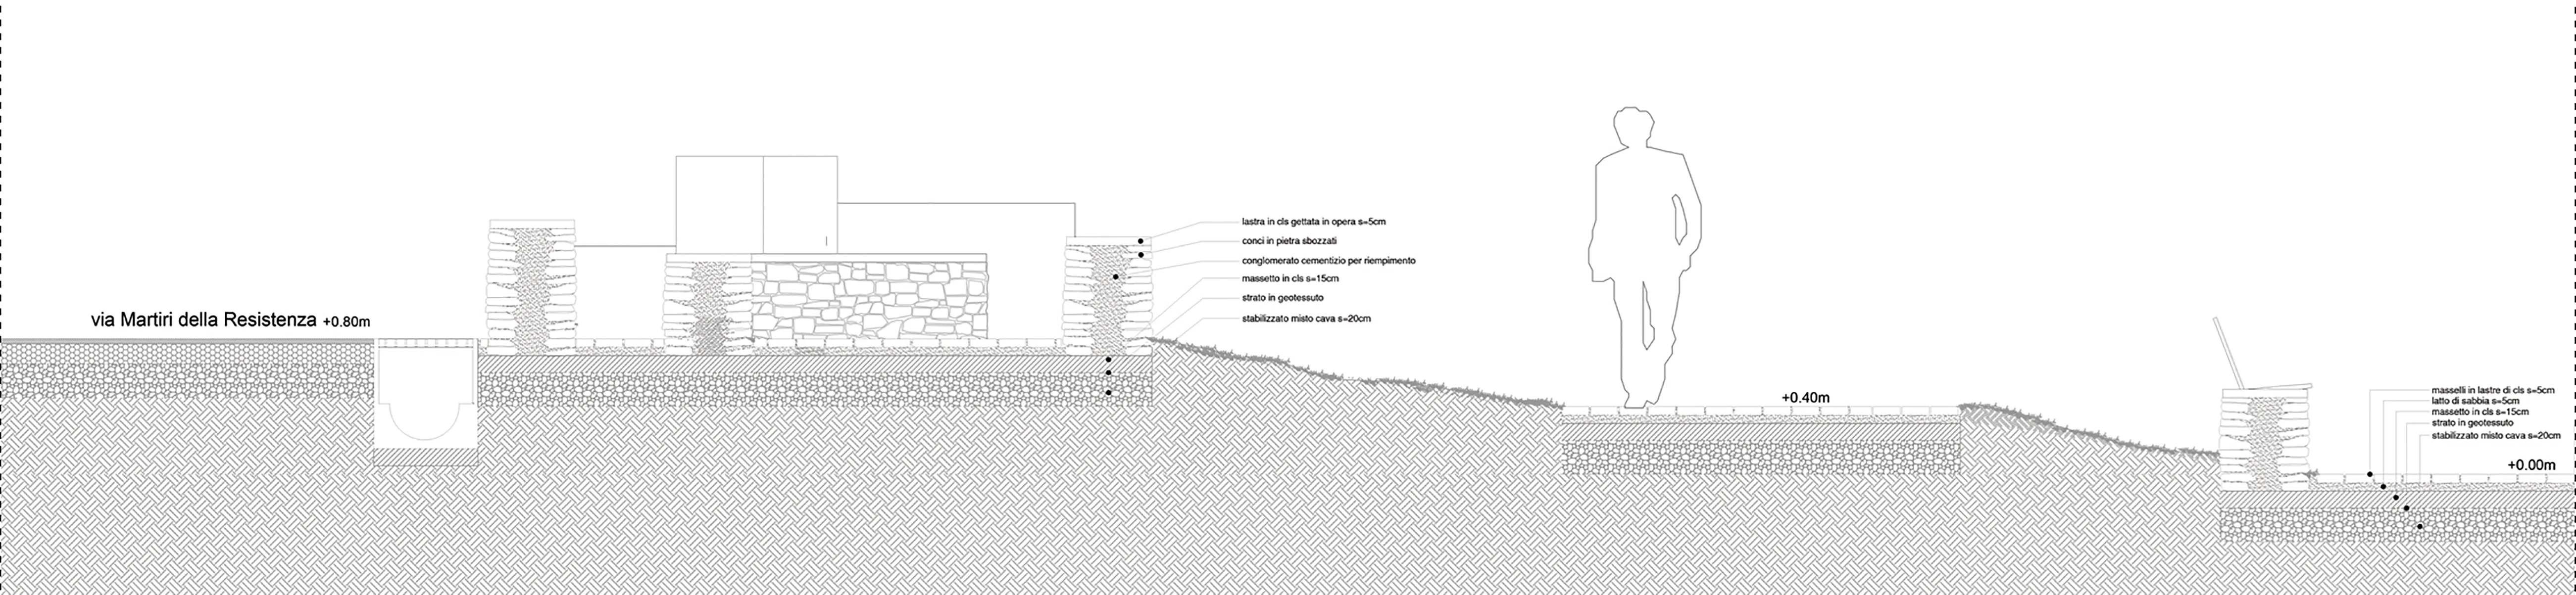 via Martiri della Resistenza +0.80m
lastra in cls gettata in opera s=5cm
conci in pietra sbozzati
conglomerato cementizio per riempimento
massetto in cls s=15cm
strato in geotessuto
stabilizzato misto cava s=20cm
+0.40m
masselli in lastre di cls s=5cm
latto di sabbia s=5cm
massetto in cls s=15cm
strato in geotessuto
stabilizzato misto cava s=20cm
+0.00m